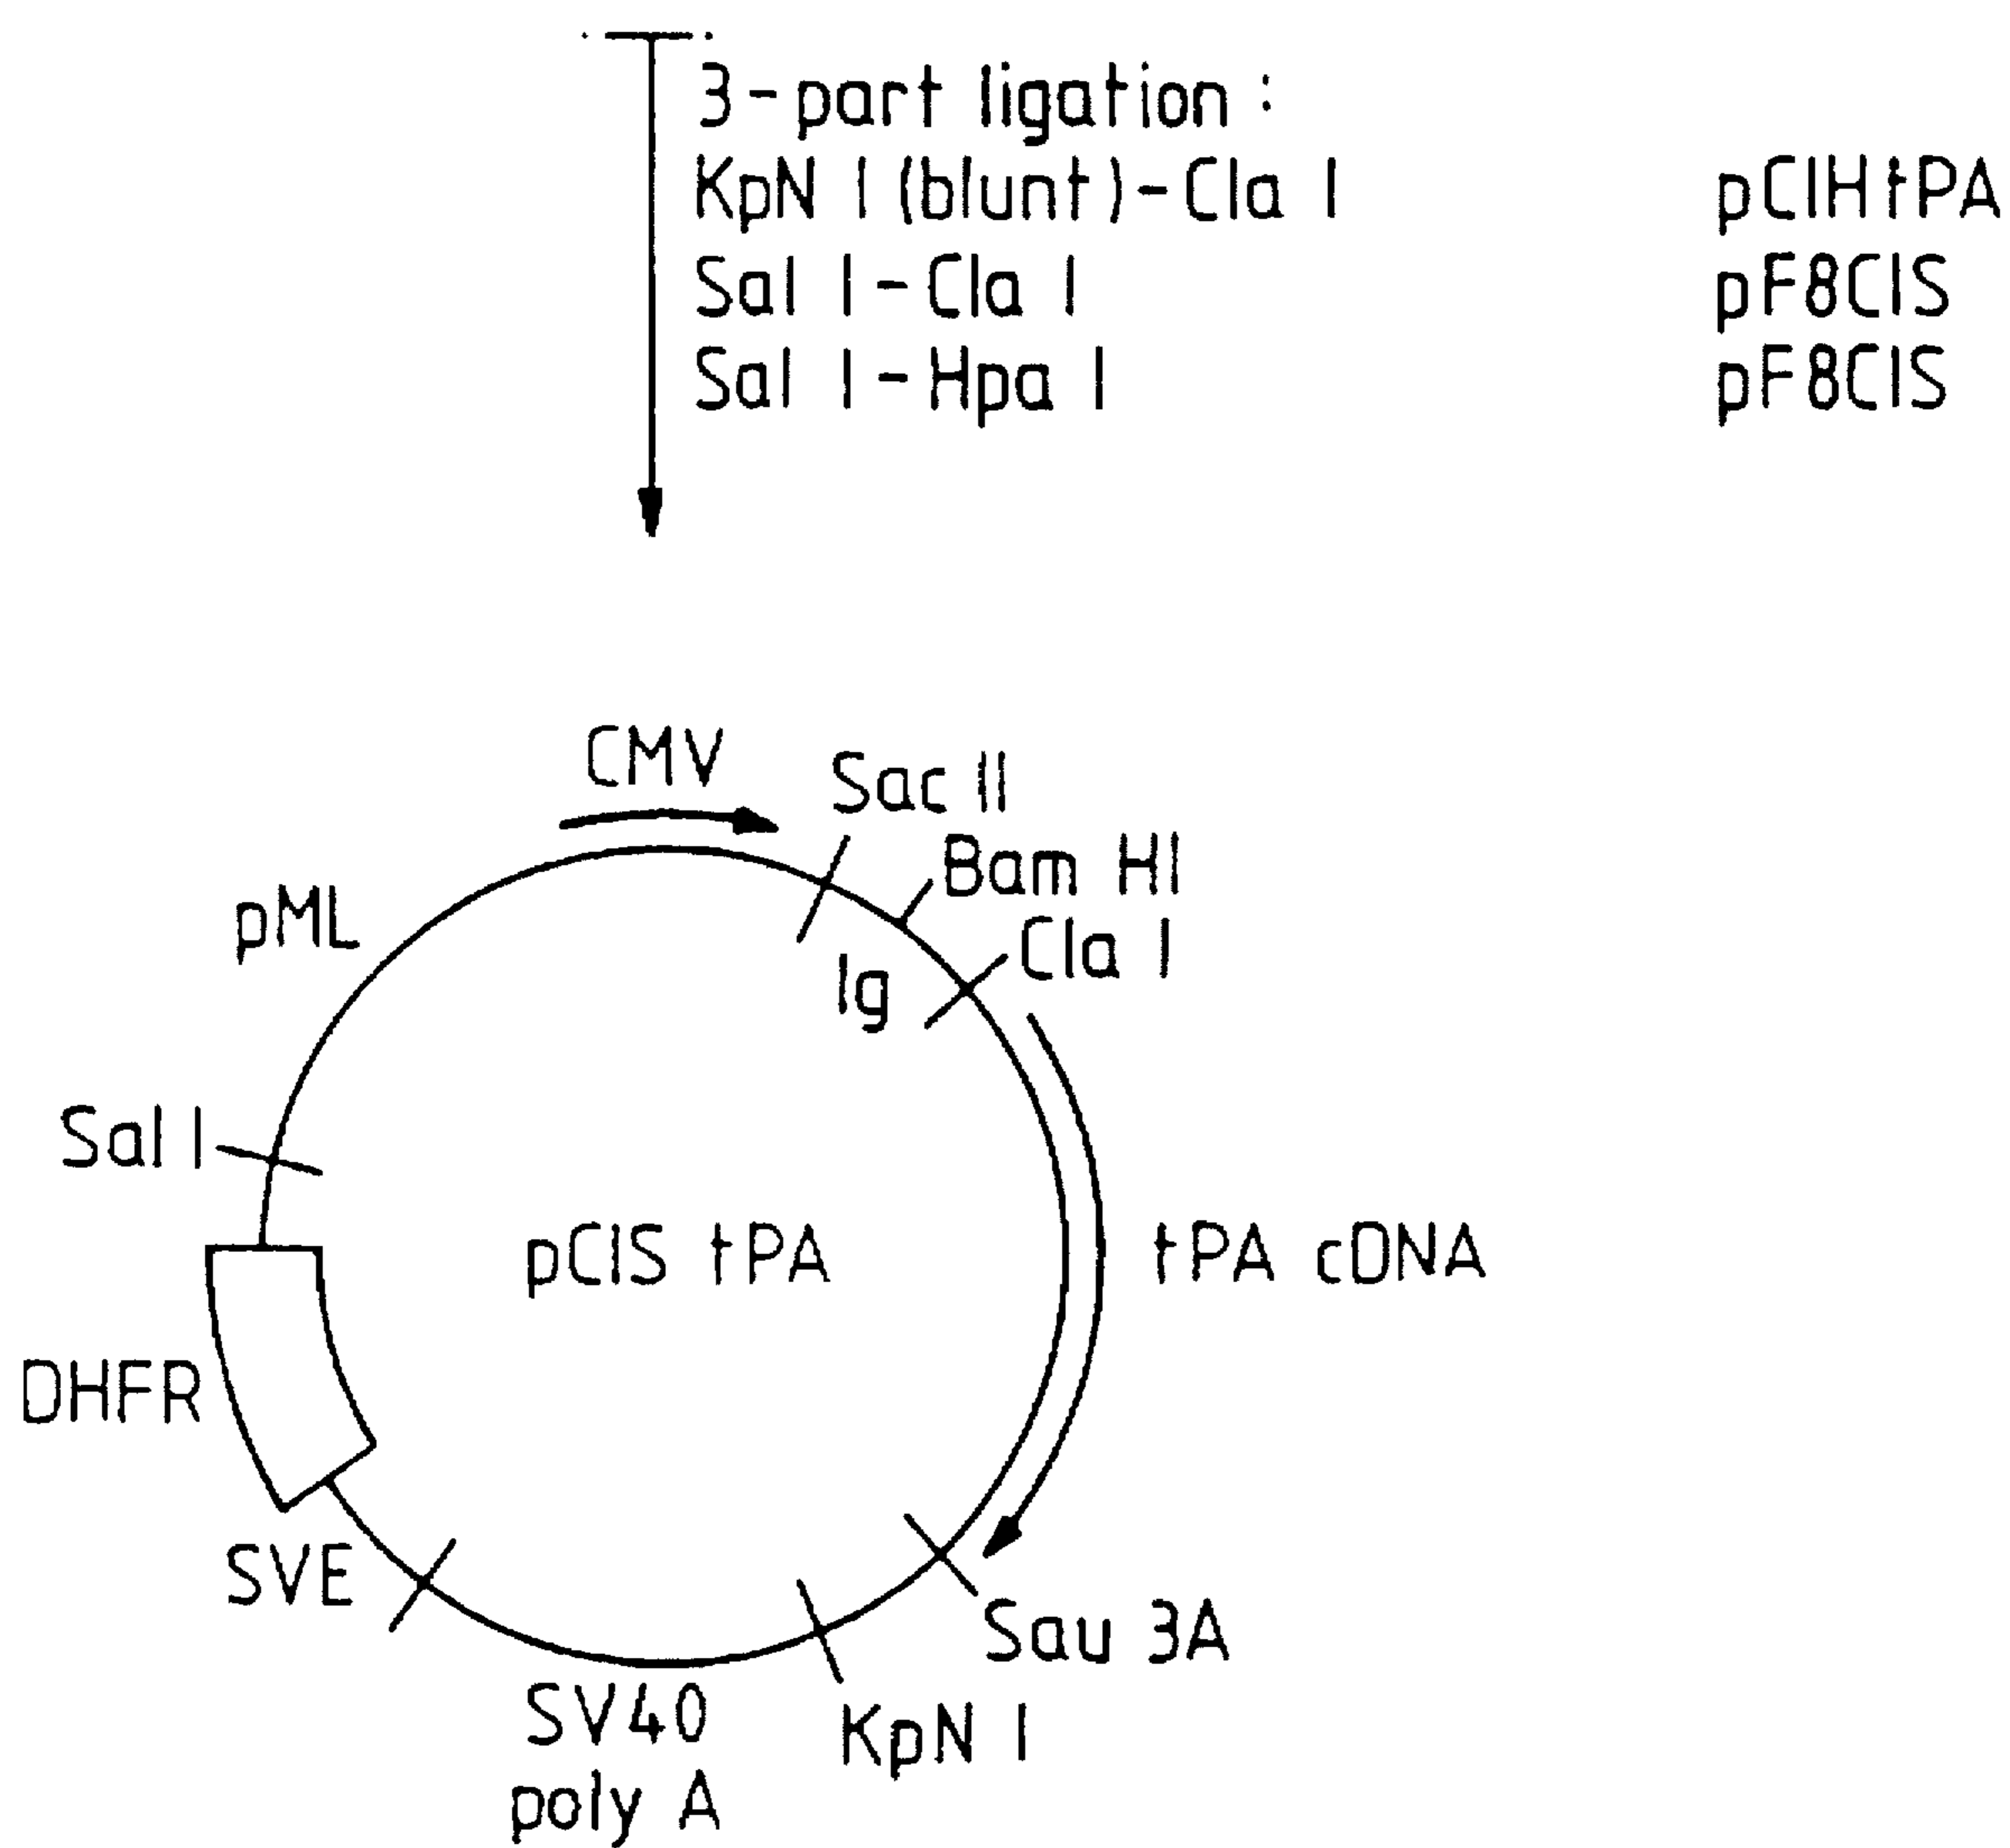 3-part ligation :
KpN I (blunt)-Cla I pCIHtPA
Sal I-Cla I pF8CIS
Sal I-Hpa I pF8CIS
CMV
Sac II
Bam HI
pML
Cla I
Ig
Sal I
pCIS tPA
tPA cDNA
DHFR
SVE
Sau 3A
SV40
KpN I
poly A